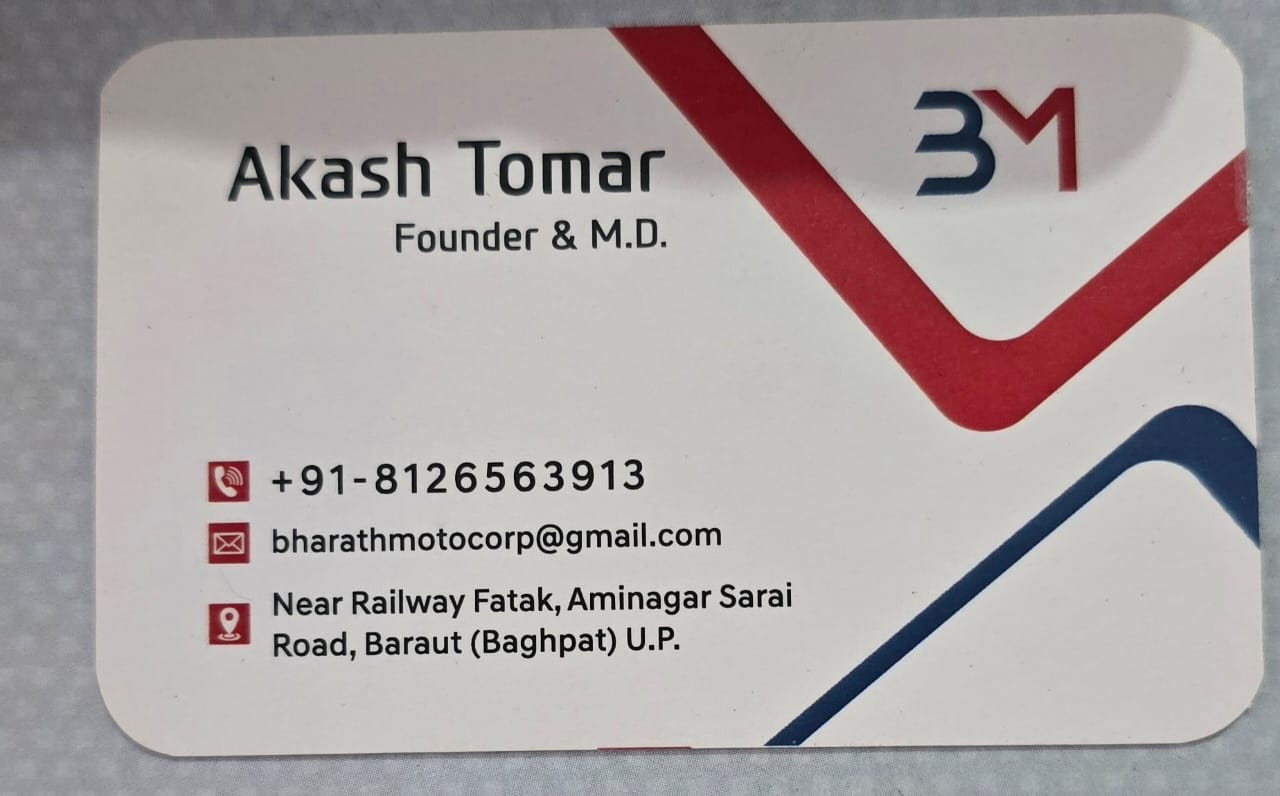 BM
Akash Tomar
Founder & M.D.
+91-8126563913
bharathmotocorp@gmail.com
Near Railway Fatak, Aminagar Sarai
Road, Baraut (Baghpat) U.P.